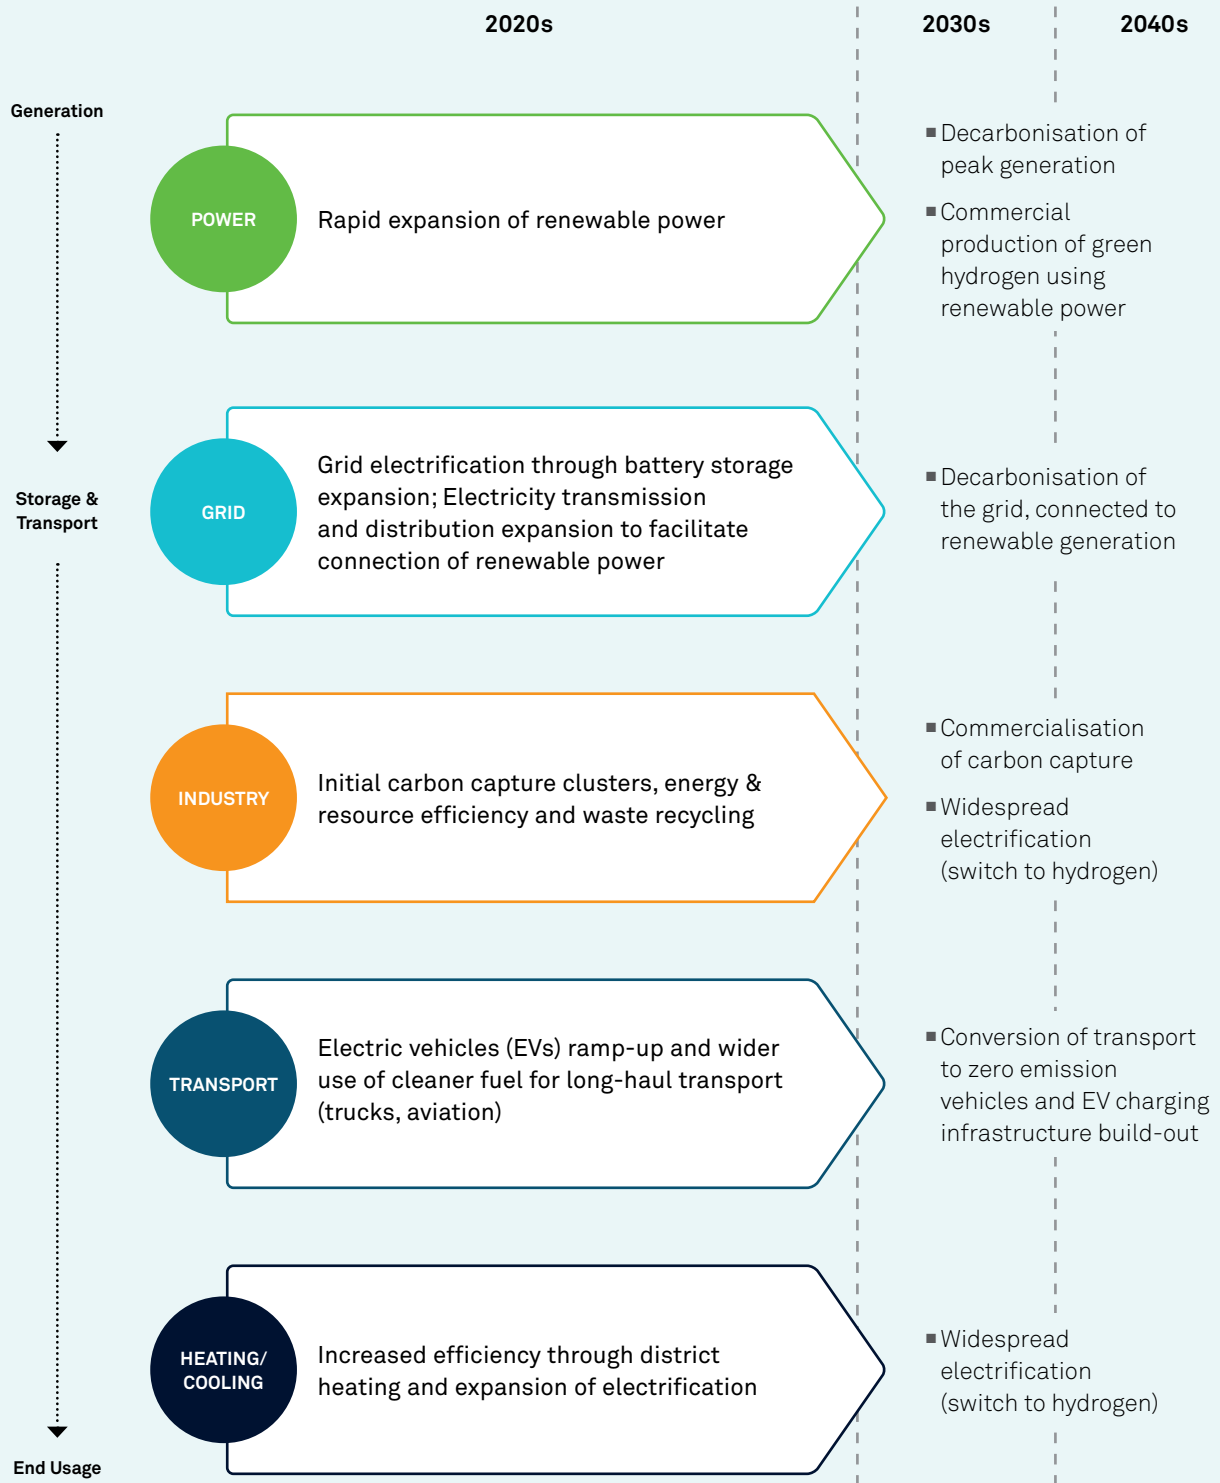 2020s
2030s
2040s
Generation
POWER
Rapid expansion of renewable power
■ Decarbonisation of
peak generation
■ Commercial
production of green
hydrogen using
renewable power
Storage &
Transport
GRID
Grid electrification through battery storage
expansion; Electricity transmission
and distribution expansion to facilitate
connection of renewable power
■ Decarbonisation of
the grid, connected to
renewable generation
INDUSTRY
Initial carbon capture clusters, energy &
resource efficiency and waste recycling
■ Commercialisation
of carbon capture
■ Widespread
electrification
(switch to hydrogen)
TRANSPORT
Electric vehicles (EVs) ramp-up and wider
use of cleaner fuel for long-haul transport
(trucks, aviation)
■ Conversion of transport
to zero emission
vehicles and EV charging
infrastructure build-out
HEATING/
COOLING
Increased efficiency through district
heating and expansion of electrification
■ Widespread
electrification
(switch to hydrogen)
End Usage